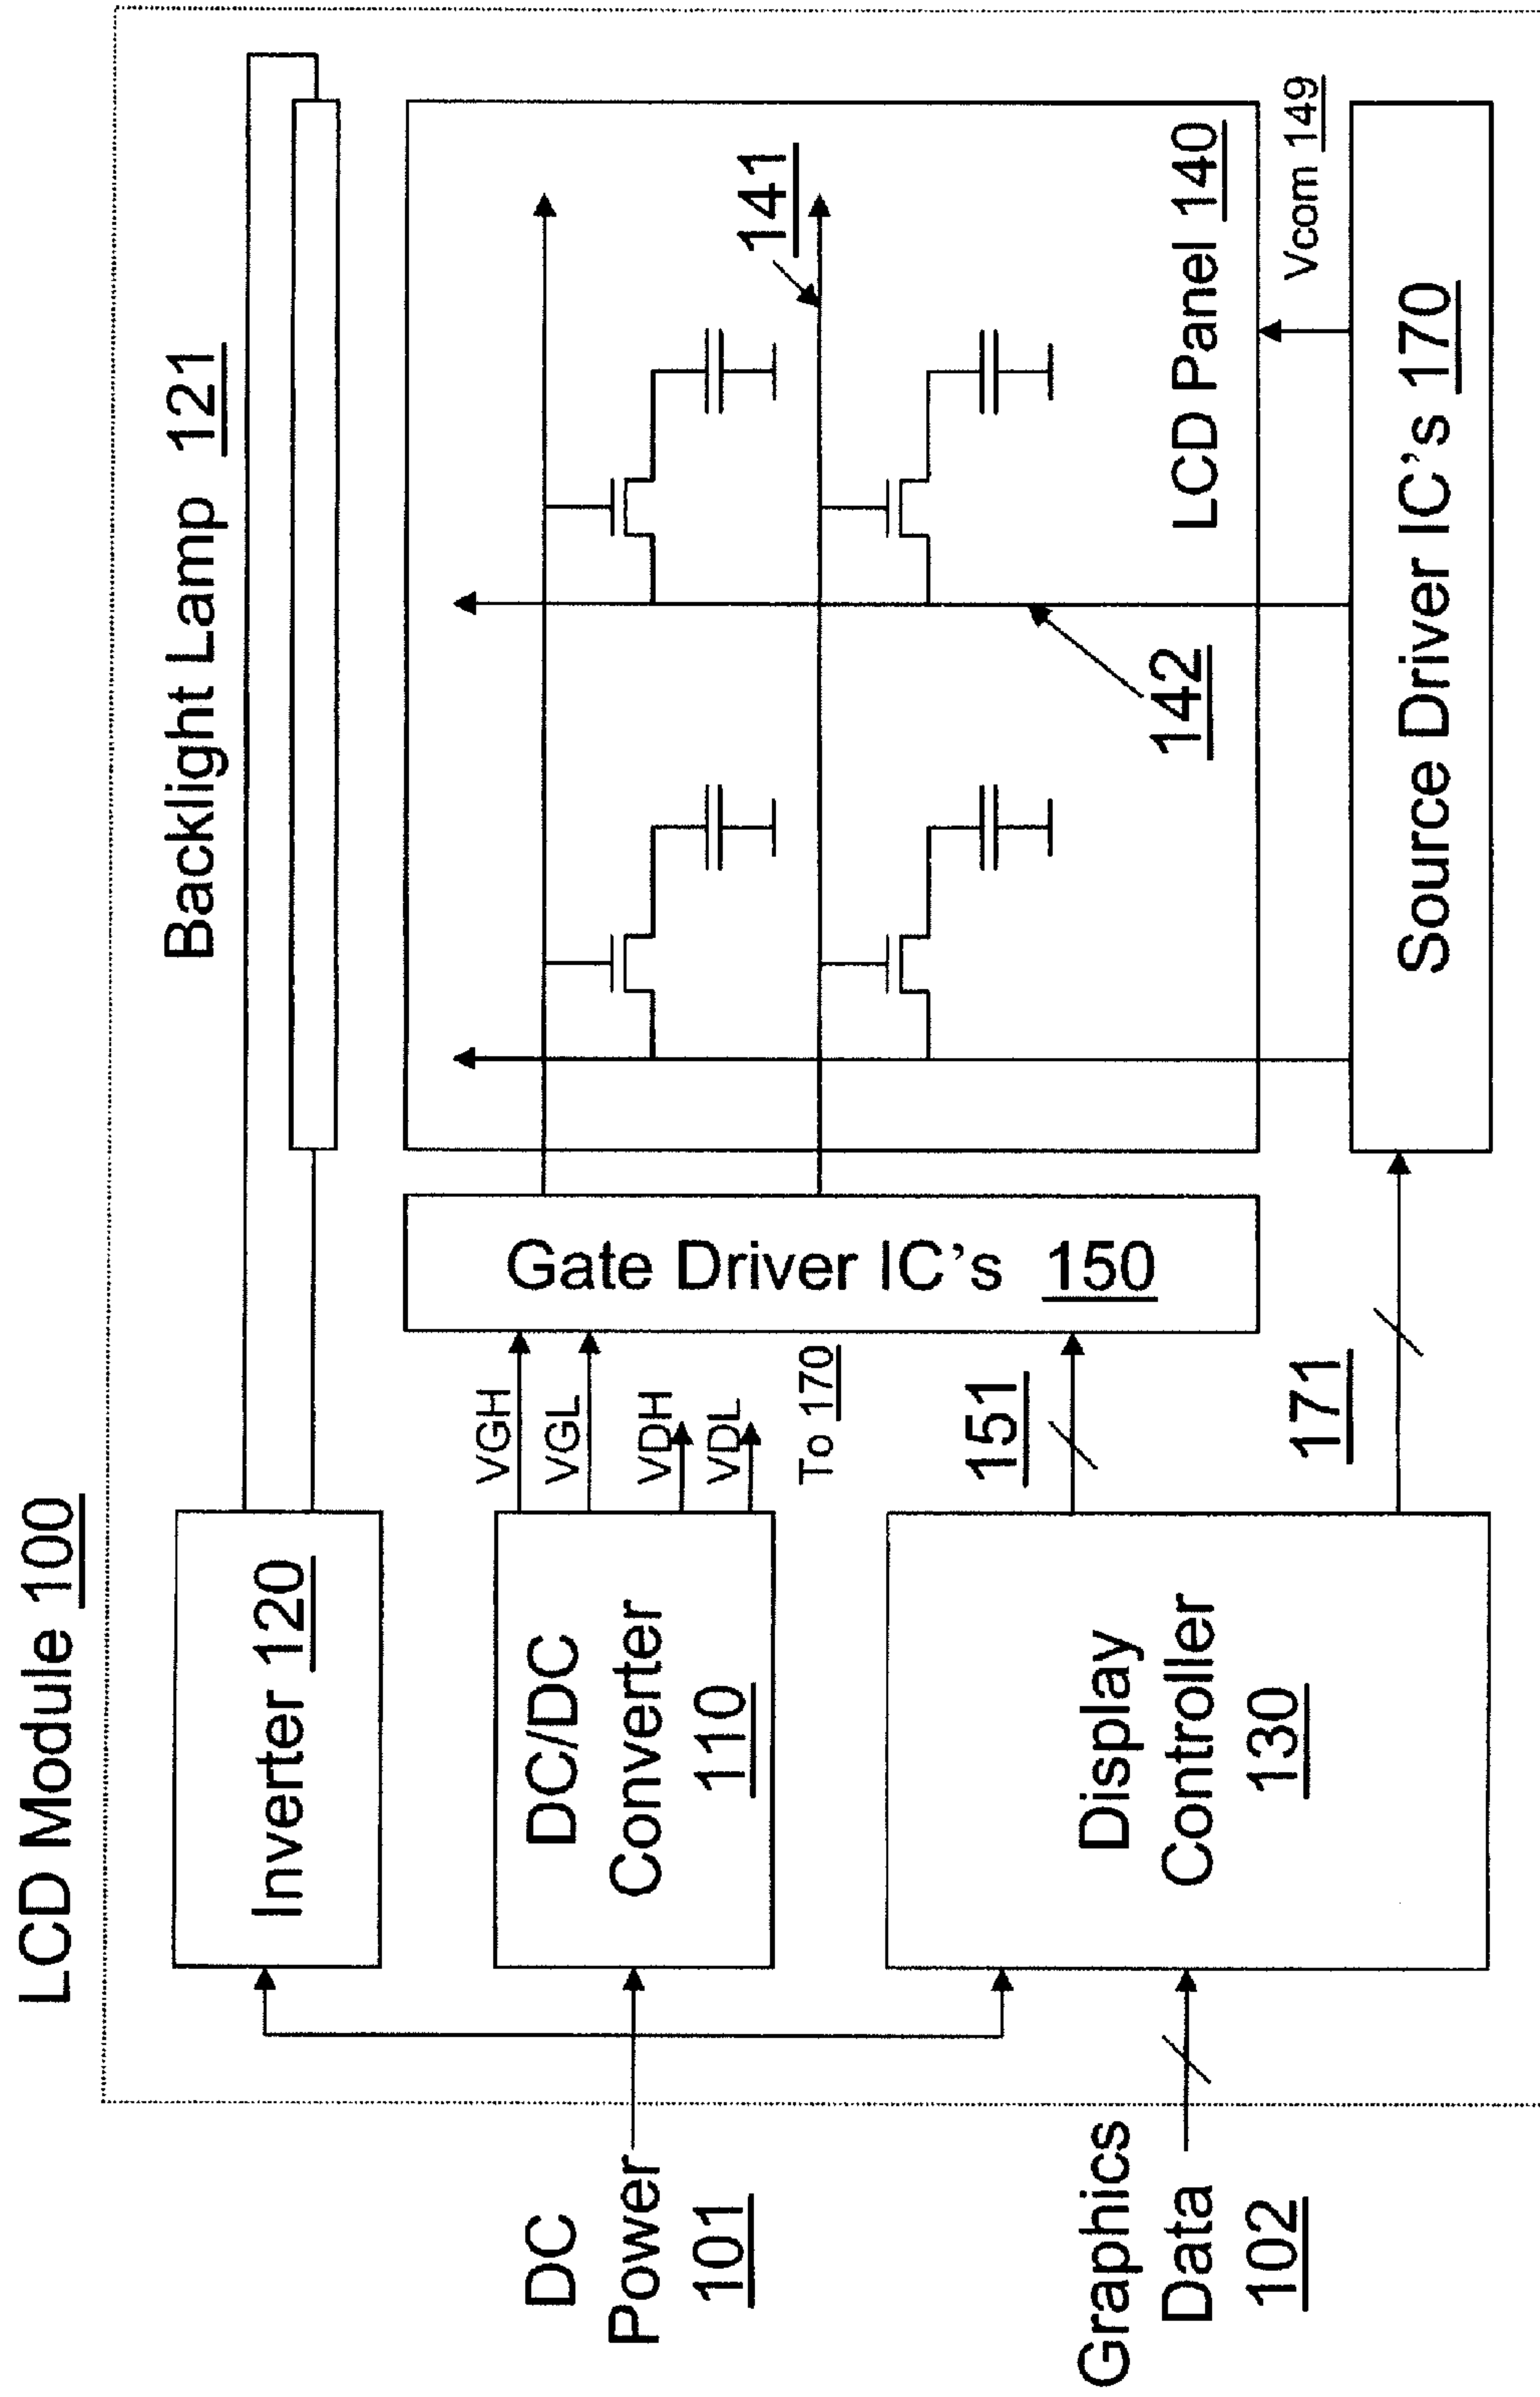 LCD Module 100
Backlight Lamp 121
Inverter 120
DC
Power
101
DC/DC
Converter
110
VGH
VGL
VDH
VDL
To 170
Gate Driver IC's 150
141
142
LCD Panel 140
Vcom 149
Graphics
Data
102
Display
Controller
130
151
171
Source Driver IC's 170